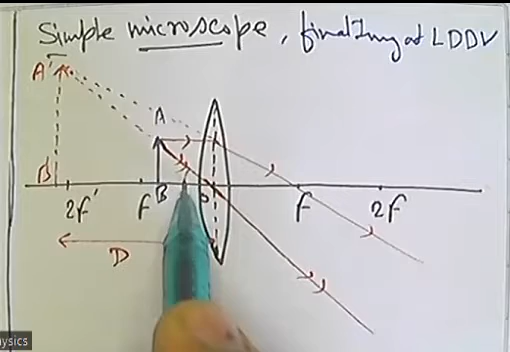 Simple microscope, final Img at LDDV
A'
A
B'
2F'
F
B
F
2F
D
ysics